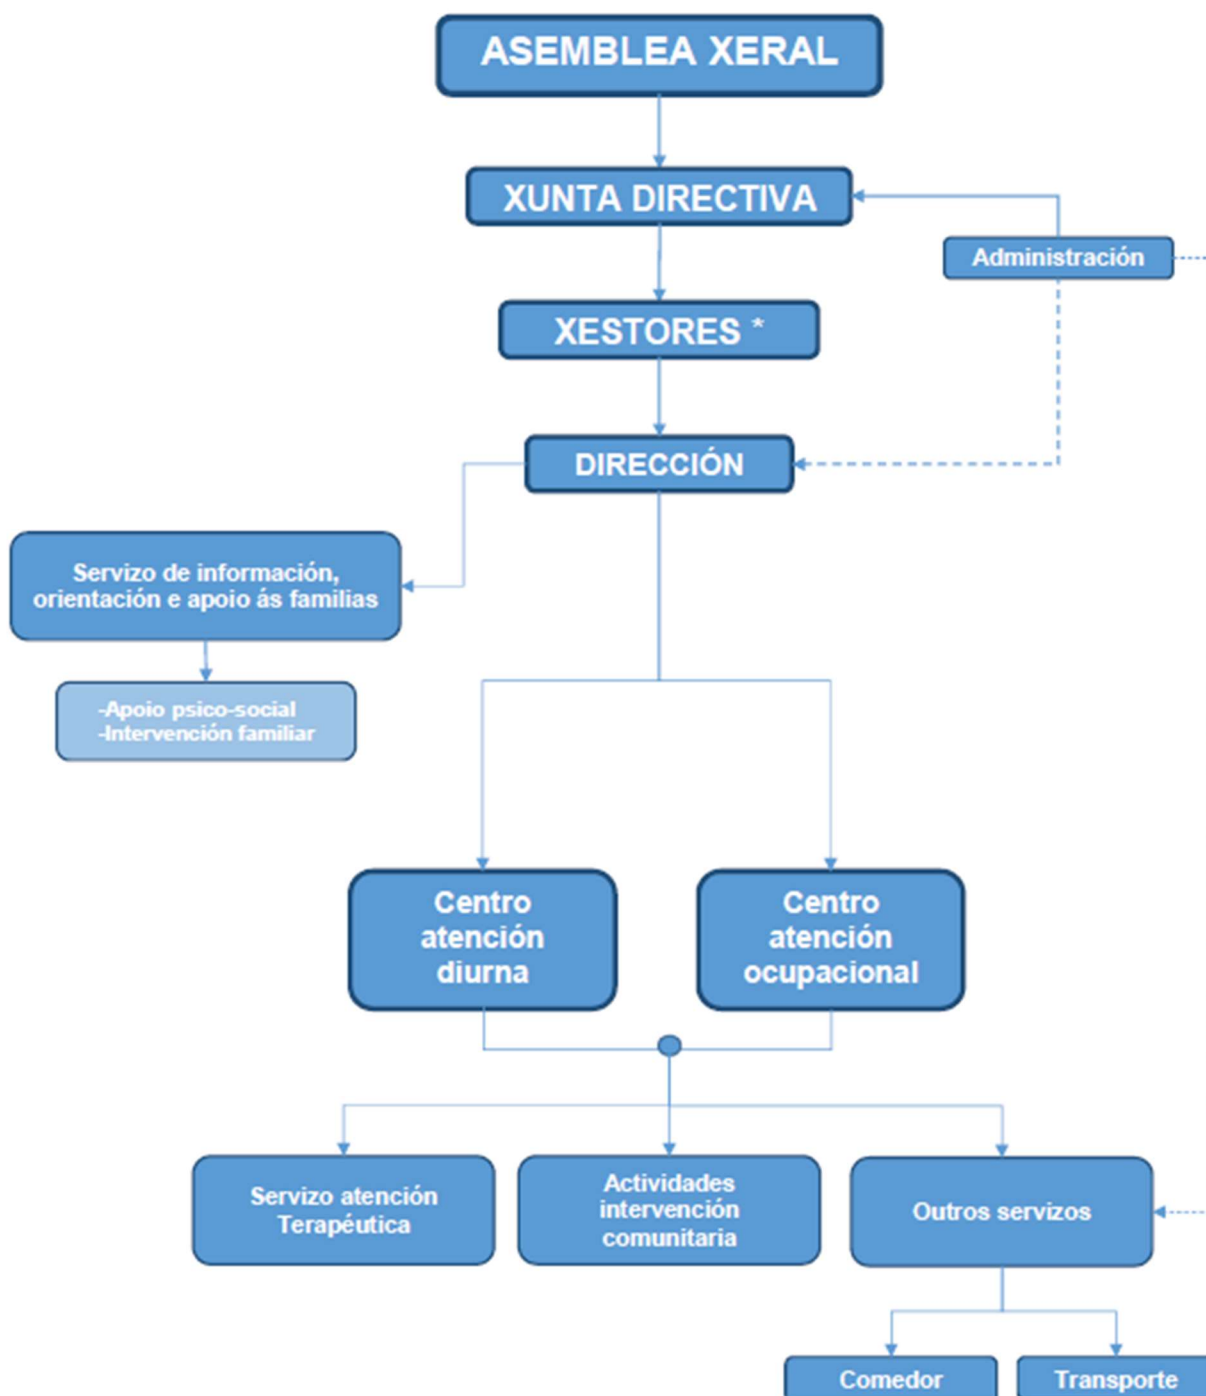 ASEMBLEA XERAL
XUNTA DIRECTIVA
Administración
XESTORES *
DIRECCIÓN
Servizo de información,
orientación e apoio ás familias
-Apoio psico-social
-Intervención familiar
Centro
atención
diurna
Centro
atención
ocupacional
Servizo atención
Terapéutica
Actividades
intervención
comunitaria
Outros servizos
Comedor
Transporte